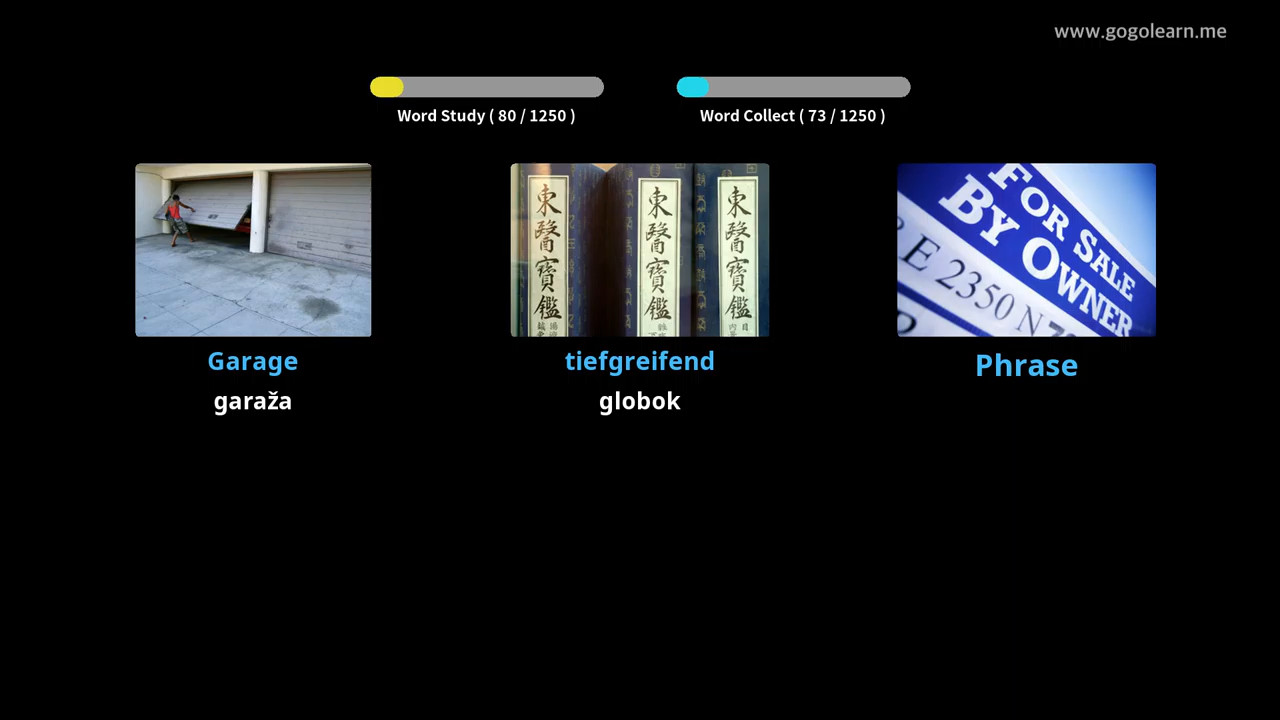 www.gogolearn.me
Word Study ( 80 / 1250 )
Word Collect ( 73 / 1250 )
東醫寶鑑
東醫寶鑑
東醫寶鑑
FOR SALE
BY OWNER
E 2350 N
Garage
garaža
tiefgreifend
globok
Phrase